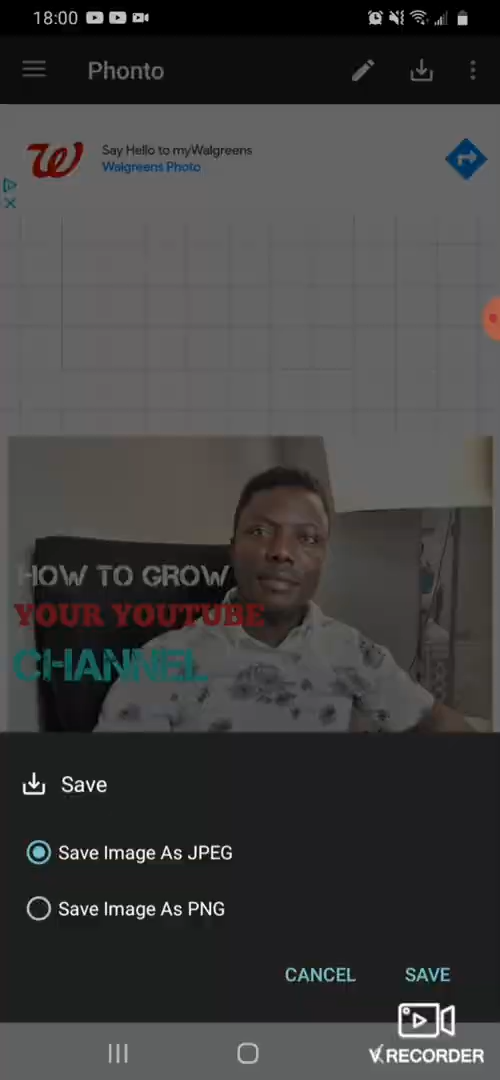 18:00
Phonto
Say Hello to myWalgreens
Walgreens Photo
HOW TO GROW
YOUR YOUTUBE
CHANNEL
Save
Save Image As JPEG
Save Image As PNG
CANCEL
SAVE
VRECORDER